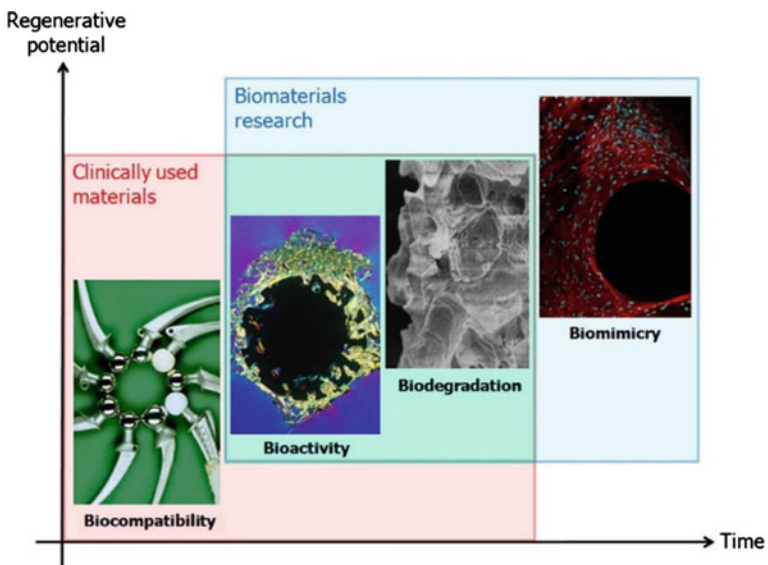 Regenerative
potential
Biomaterials
research
Clinically used
materials
Biomimicry
Biodegradation
Bioactivity
Biocompatibility
Time